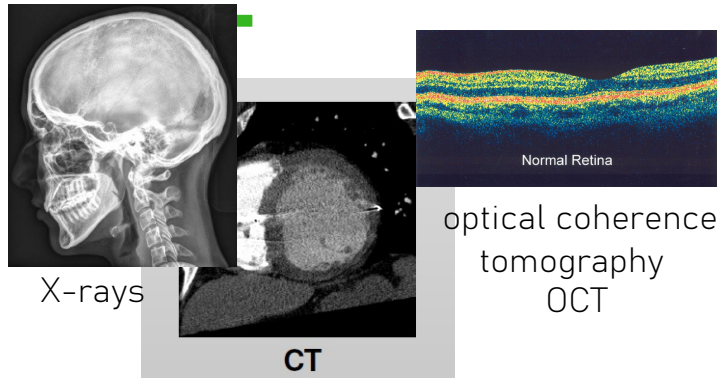 Normal Retina
optical coherence
tomography
OCT
X-rays
CT